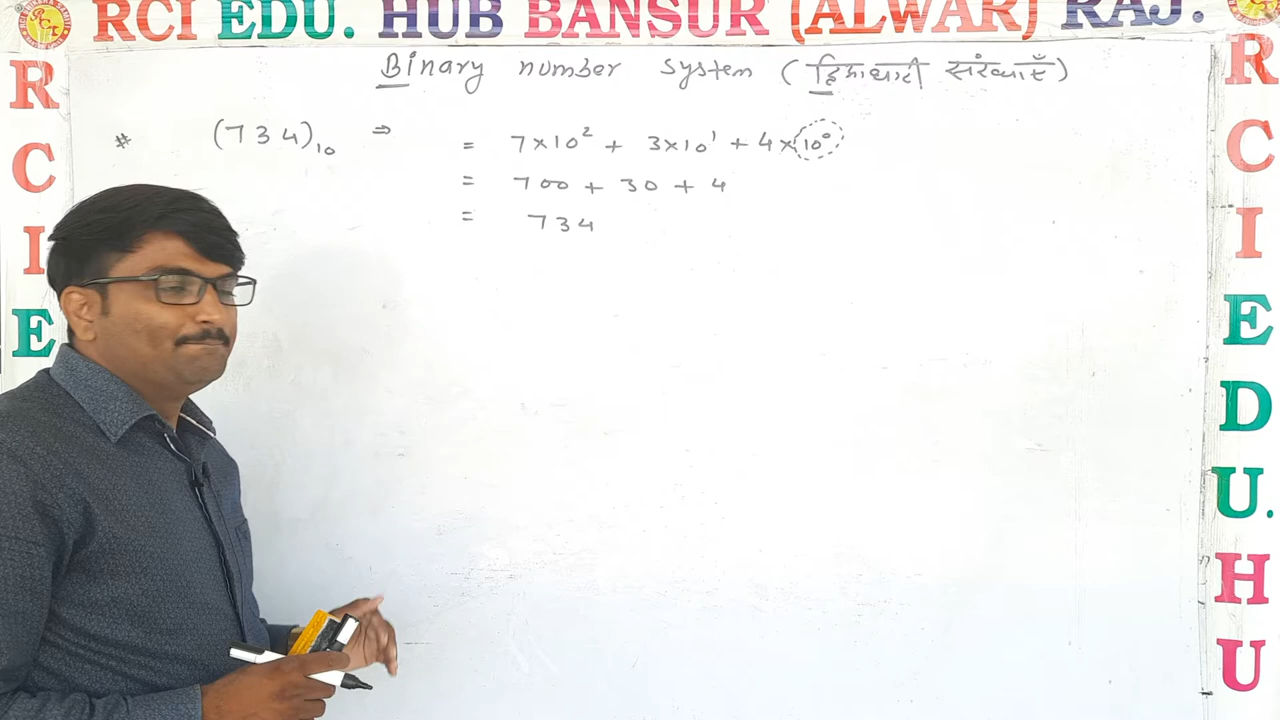 RCI EDU. HUB BANSUR (ALWAR) RAJ.
Binary number system (द्विआधारी संख्याएँ)
# (734)₁₀ ⇒ = 7×10² + 3×10¹ + 4×10⁰
= 700 + 30 + 4
= 734
R
C
I
E
R
C
I
E
D
U.
H
U